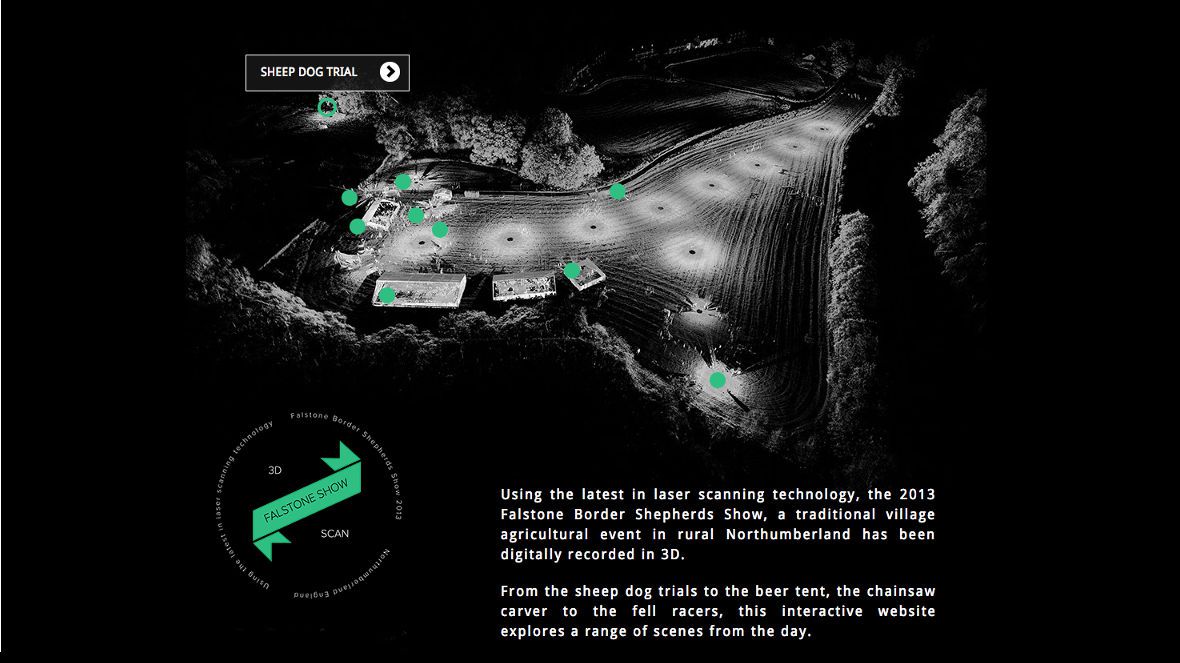 SHEEP DOG TRIAL
Falstone Border Shepherds Show 2013
Northumberland England
Using the latest in laser scanning technology
3D
FALSTONE SHOW
SCAN
Using the latest in laser scanning technology, the 2013
Falstone Border Shepherds Show, a traditional village
agricultural event in rural Northumberland has been
digitally recorded in 3D.
From the sheep dog trials to the beer tent, the chainsaw
carver to the fell racers, this interactive website
explores a range of scenes from the day.